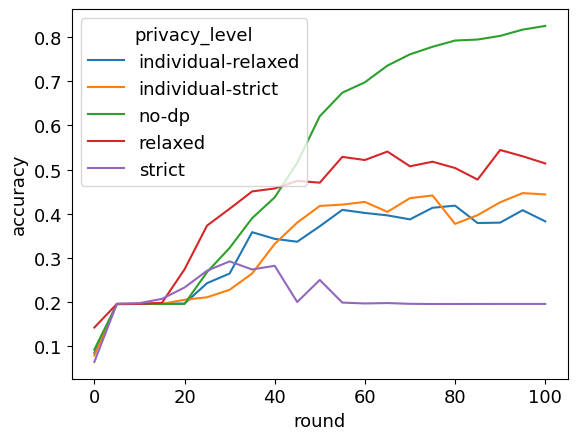 privacy_level
individual-relaxed
individual-strict
no-dp
relaxed
strict
accuracy
0.8
0.7
0.6
0.5
0.4
0.3
0.2
0.1
0 20 40 60 80 100
round